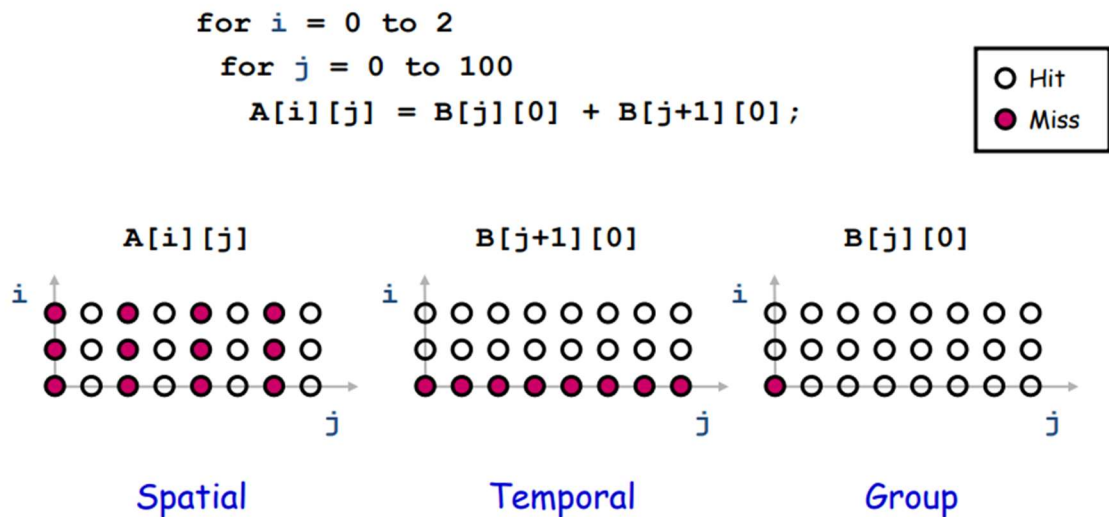 for i = 0 to 2
for j = 0 to 100
A[i][j] = B[j][0] + B[j+1][0];
Hit
Miss
A[i][j]
B[j+1][0]
B[j][0]
i
i
i
j
j
j
Spatial
Temporal
Group